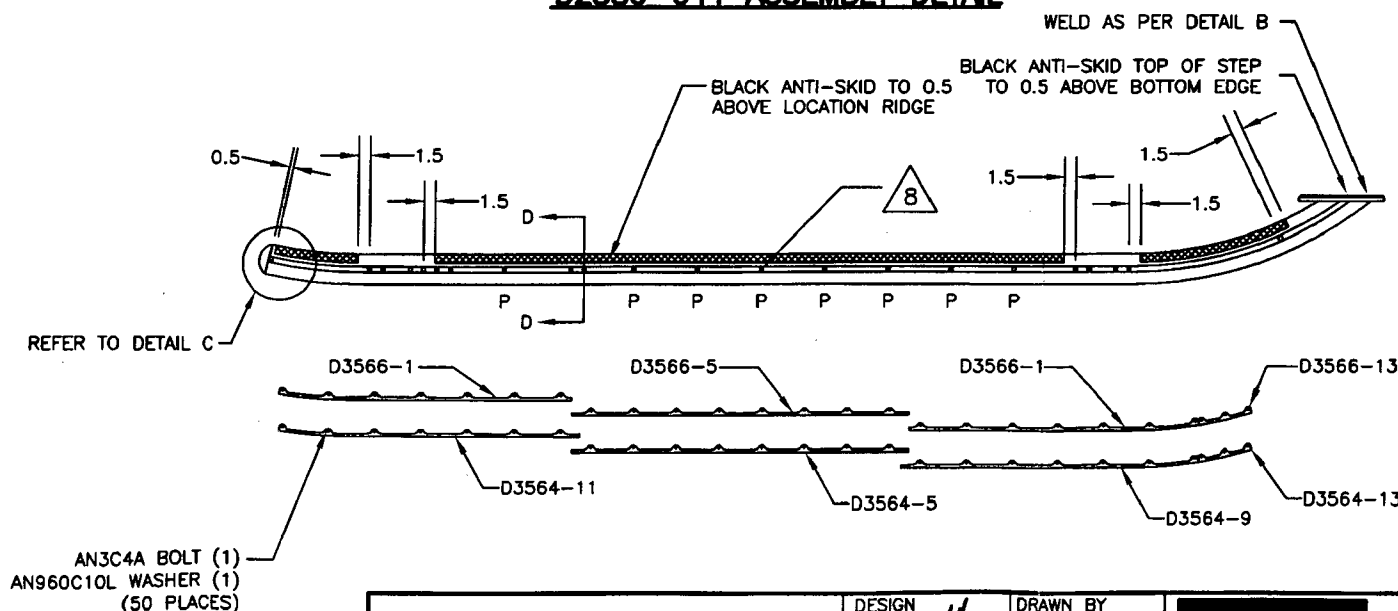 WELD AS PER DETAIL B
BLACK ANTI-SKID TO 0.5
ABOVE LOCATION RIDGE
BLACK ANTI-SKID TOP OF STEP
TO 0.5 ABOVE BOTTOM EDGE
0.5
1.5
1.5
D
8
1.5
1.5
1.5
P
D
P P P P P P P
REFER TO DETAIL C
D3566-1
D3566-5
D3566-1
D3566-13
D3564-11
D3564-5
D3564-9
D3564-13
AN3C4A BOLT (1)
AN960C10L WASHER (1)
(50 PLACES)
DESIGN
DRAWN BY